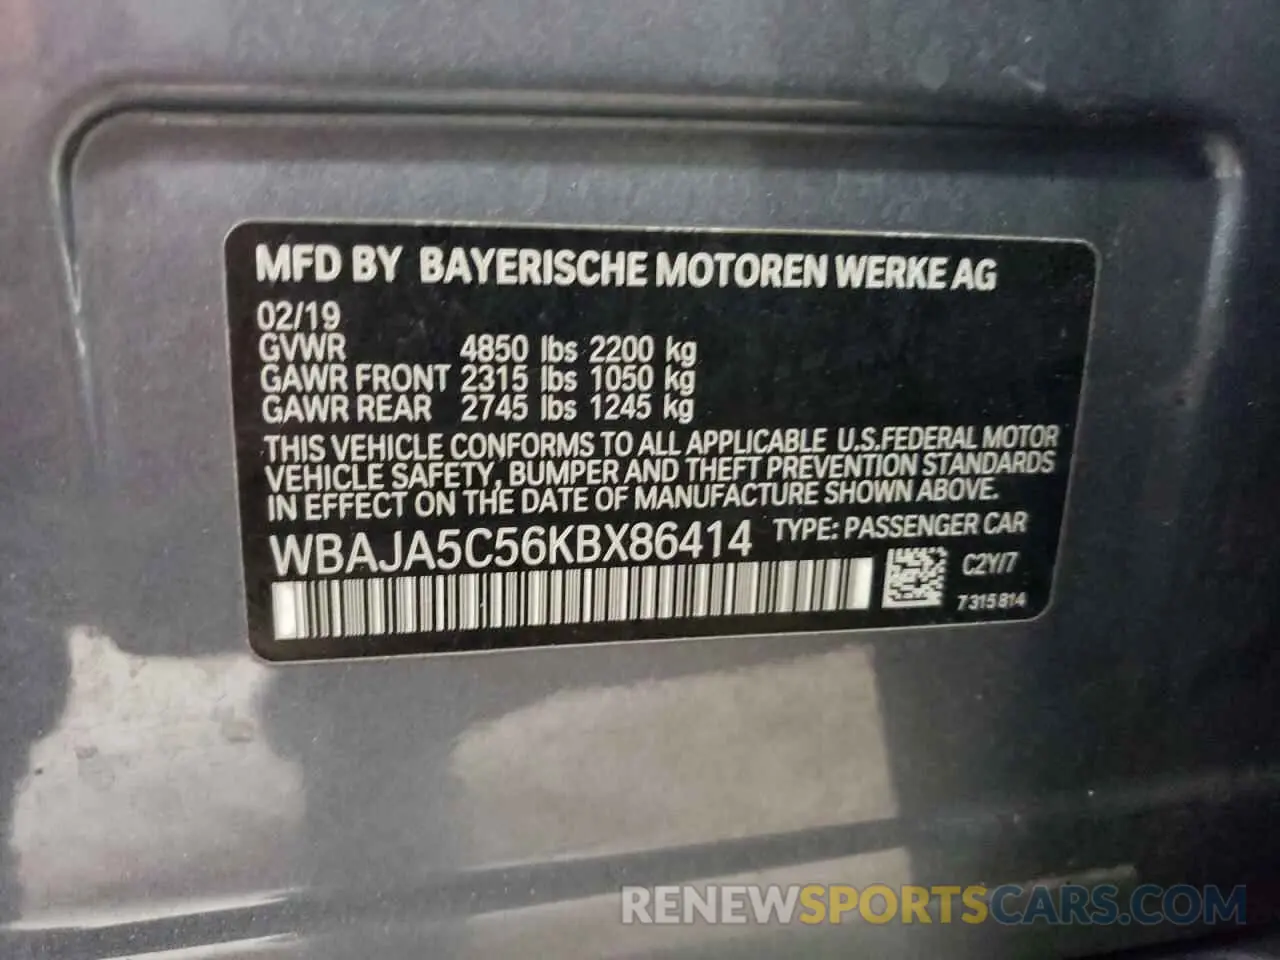 MFD BY BAYERISCHE MOTOREN WERKE AG
02/19
GVWR 4850 lbs 2200 kg
GAWR FRONT 2315 lbs 1050 kg
GAWR REAR 2745 lbs 1245 kg
THIS VEHICLE CONFORMS TO ALL APPLICABLE U.S.FEDERAL MOTOR
VEHICLE SAFETY, BUMPER AND THEFT PREVENTION STANDARDS
IN EFFECT ON THE DATE OF MANUFACTURE SHOWN ABOVE.
WBAJA5C56KBX86414 TYPE: PASSENGER CAR
C2Y/7
7315814
RENEWSPORTSCARS.COM